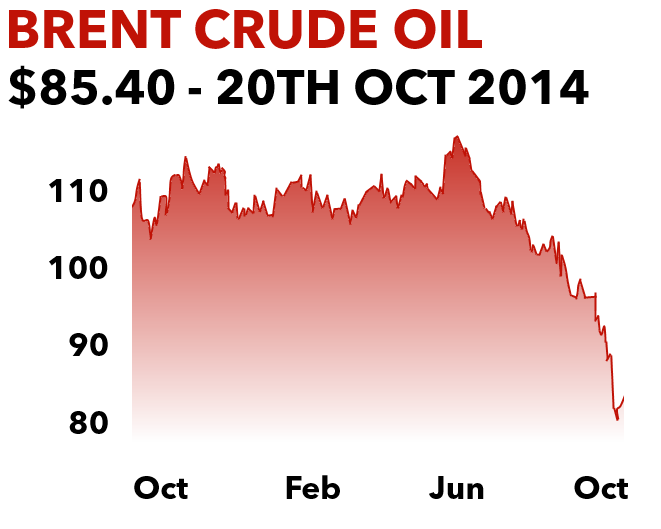 BRENT CRUDE OIL
$85.40 - 20TH OCT 2014
110
100
90
80
Oct Feb Jun Oct